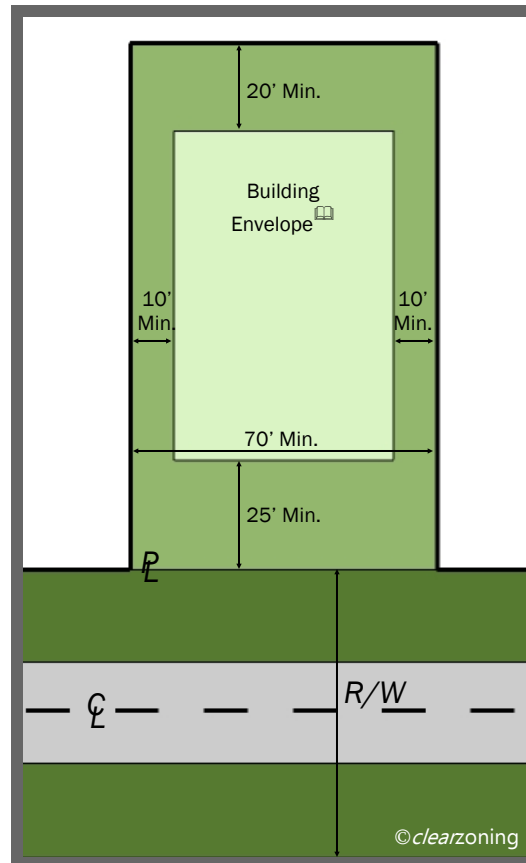 20' Min.
Building
Envelope🕮
10'
Min.
10'
Min.
70' Min.
25' Min.
PL
R/W
CL
©clearzoning